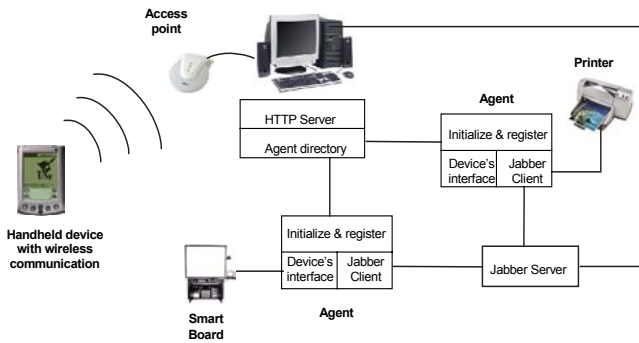 Access
point
Printer
Agent
HTTP Server
Agent directory
Initialize & register
Device's
interface
Jabber
Client
Handheld device
with wireless
communication
Initialize & register
Device's
interface
Jabber
Client
Jabber Server
Smart
Board
Agent